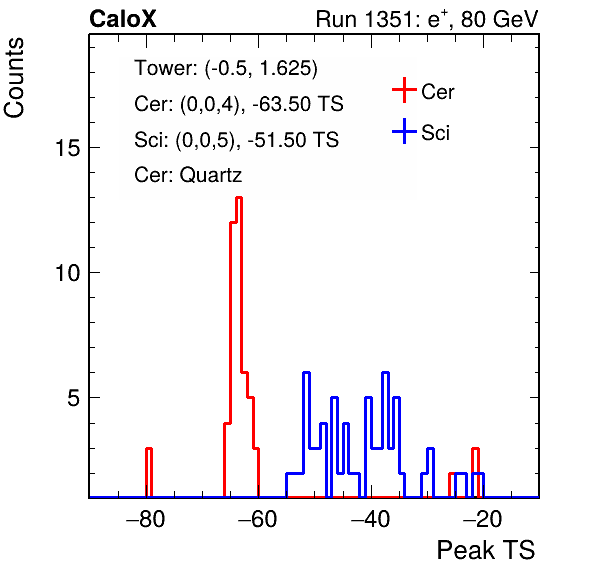 CaloX Run 1351: e⁺, 80 GeV
Counts
Tower: (-0.5, 1.625)
Cer: (0,0,4), -63.50 TS
Sci: (0,0,5), -51.50 TS
Cer: Quartz
Cer
Sci
15
10
5
−80 −60 −40 −20
Peak TS